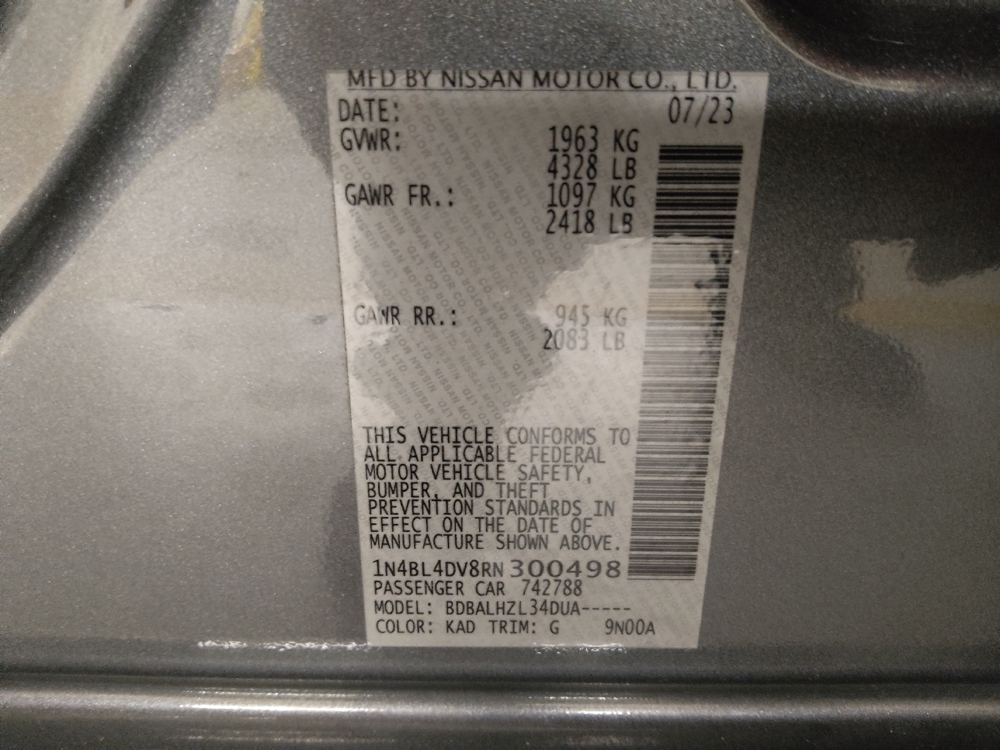 MFD BY NISSAN MOTOR CO., LTD.
DATE: 07/23
GVWR: 1963 KG
4328 LB
GAWR FR.: 1097 KG
2418 LB
GAWR RR.: 945 KG
2083 LB
THIS VEHICLE CONFORMS TO
ALL APPLICABLE FEDERAL
MOTOR VEHICLE SAFETY,
BUMPER, AND THEFT
PREVENTION STANDARDS IN
EFFECT ON THE DATE OF
MANUFACTURE SHOWN ABOVE.
1N4BL4DV8RN300498
PASSENGER CAR 742788
MODEL: BDBALHZL34DUA-----
COLOR: KAD TRIM: G 9N00A